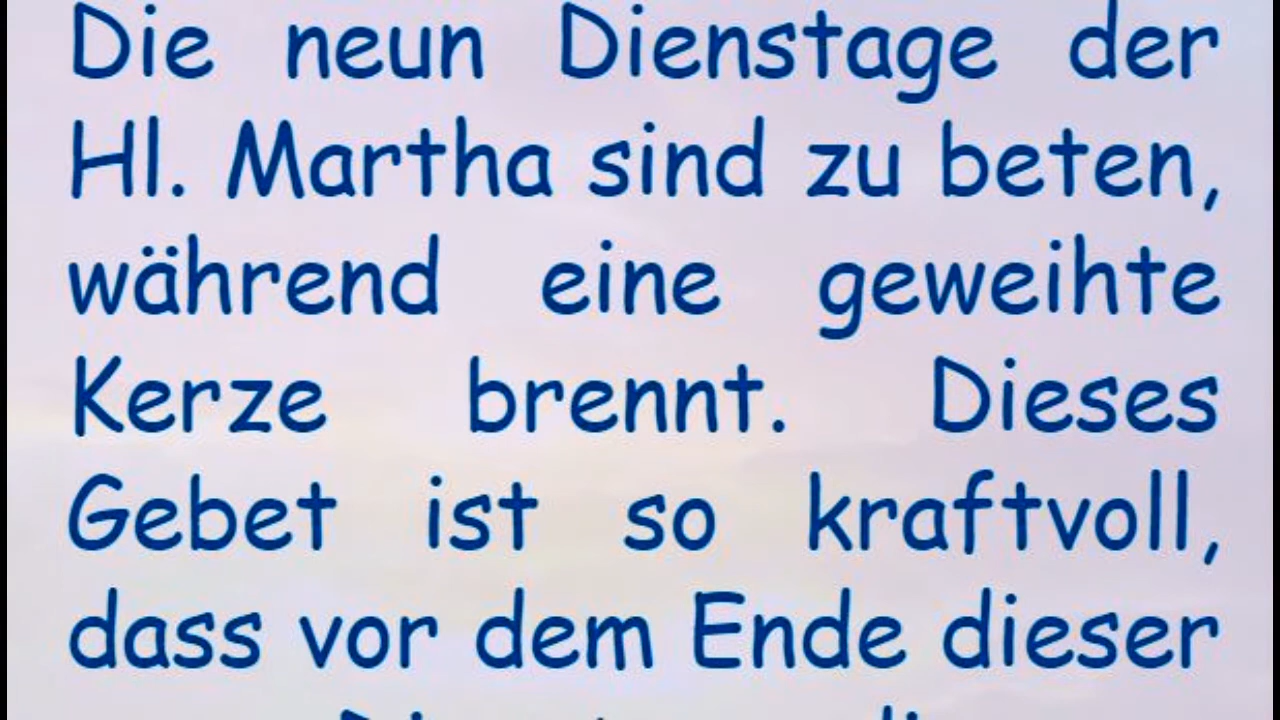 Die neun Dienstage der
Hl. Martha sind zu beten,
während eine geweihte
Kerze brennt. Dieses
Gebet ist so kraftvoll,
dass vor dem Ende dieser